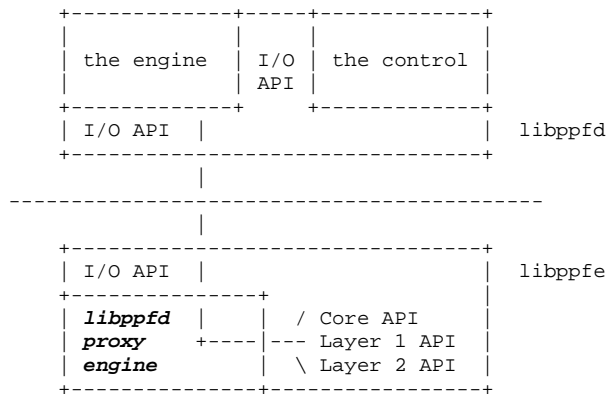 the engine I/O the control
API
I/O API libppfd
I/O API libppfe
libppfd / Core API
proxy Layer 1 API
engine \ Layer 2 API